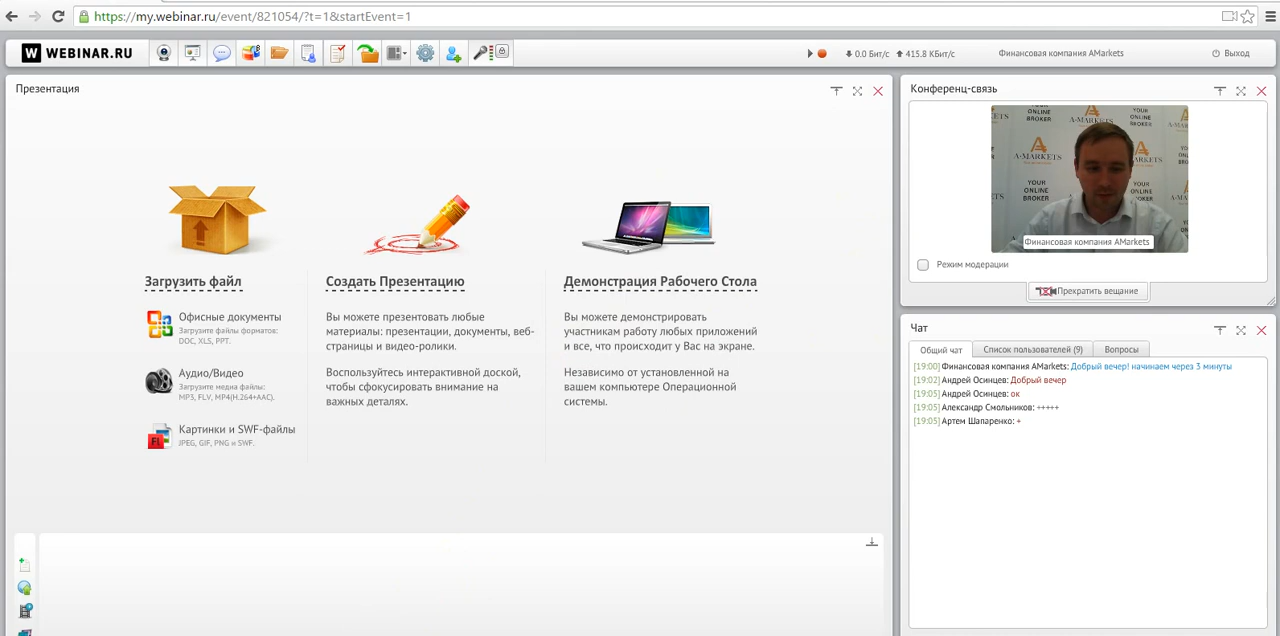 https://my.webinar.ru/event/821054/?t=1&startEvent=1
W WEBINAR.RU
0.0 Бит/с 415.8 КБит/с
Финансовая компания AMarkets
Выход
Презентация
Загрузить файл
Офисные документы
Загрузите файлы форматов:
DOC, XLS, PPT.
Аудио/Видео
Загрузите медиа файлы:
MP3, FLV, MP4(H.264+AAC).
Картинки и SWF-файлы
JPEG, GIF, PNG и SWF.
Создать Презентацию
Вы можете презентовать любые
материалы: презентации, документы, веб-
страницы и видео-ролики.
Воспользуйтесь интерактивной доской,
чтобы сфокусировать внимание на
важных деталях.
Демонстрация Рабочего Стола
Вы можете демонстрировать
участникам работу любых приложений
и все, что происходит у Вас на экране.
Независимо от установленной на
вашем компьютере Операционной
системы.
Конференц-связь
YOUR
ONLINE
BROKER
A-MARKETS
YOUR
ONLINE
BROKER
Финансовая компания AMarkets
Режим модерации
Прекратить вещание
Чат
Общий чат
Список пользователей (9)
Вопросы
[19:00] Финансовая компания AMarkets: Добрый вечер! начинаем через 3 минуты
[19:02] Андрей Осинцев: Добрый вечер
[19:05] Андрей Осинцев: ок
[19:05] Александр Смольников: +++++
[19:05] Артем Шапаренко: +